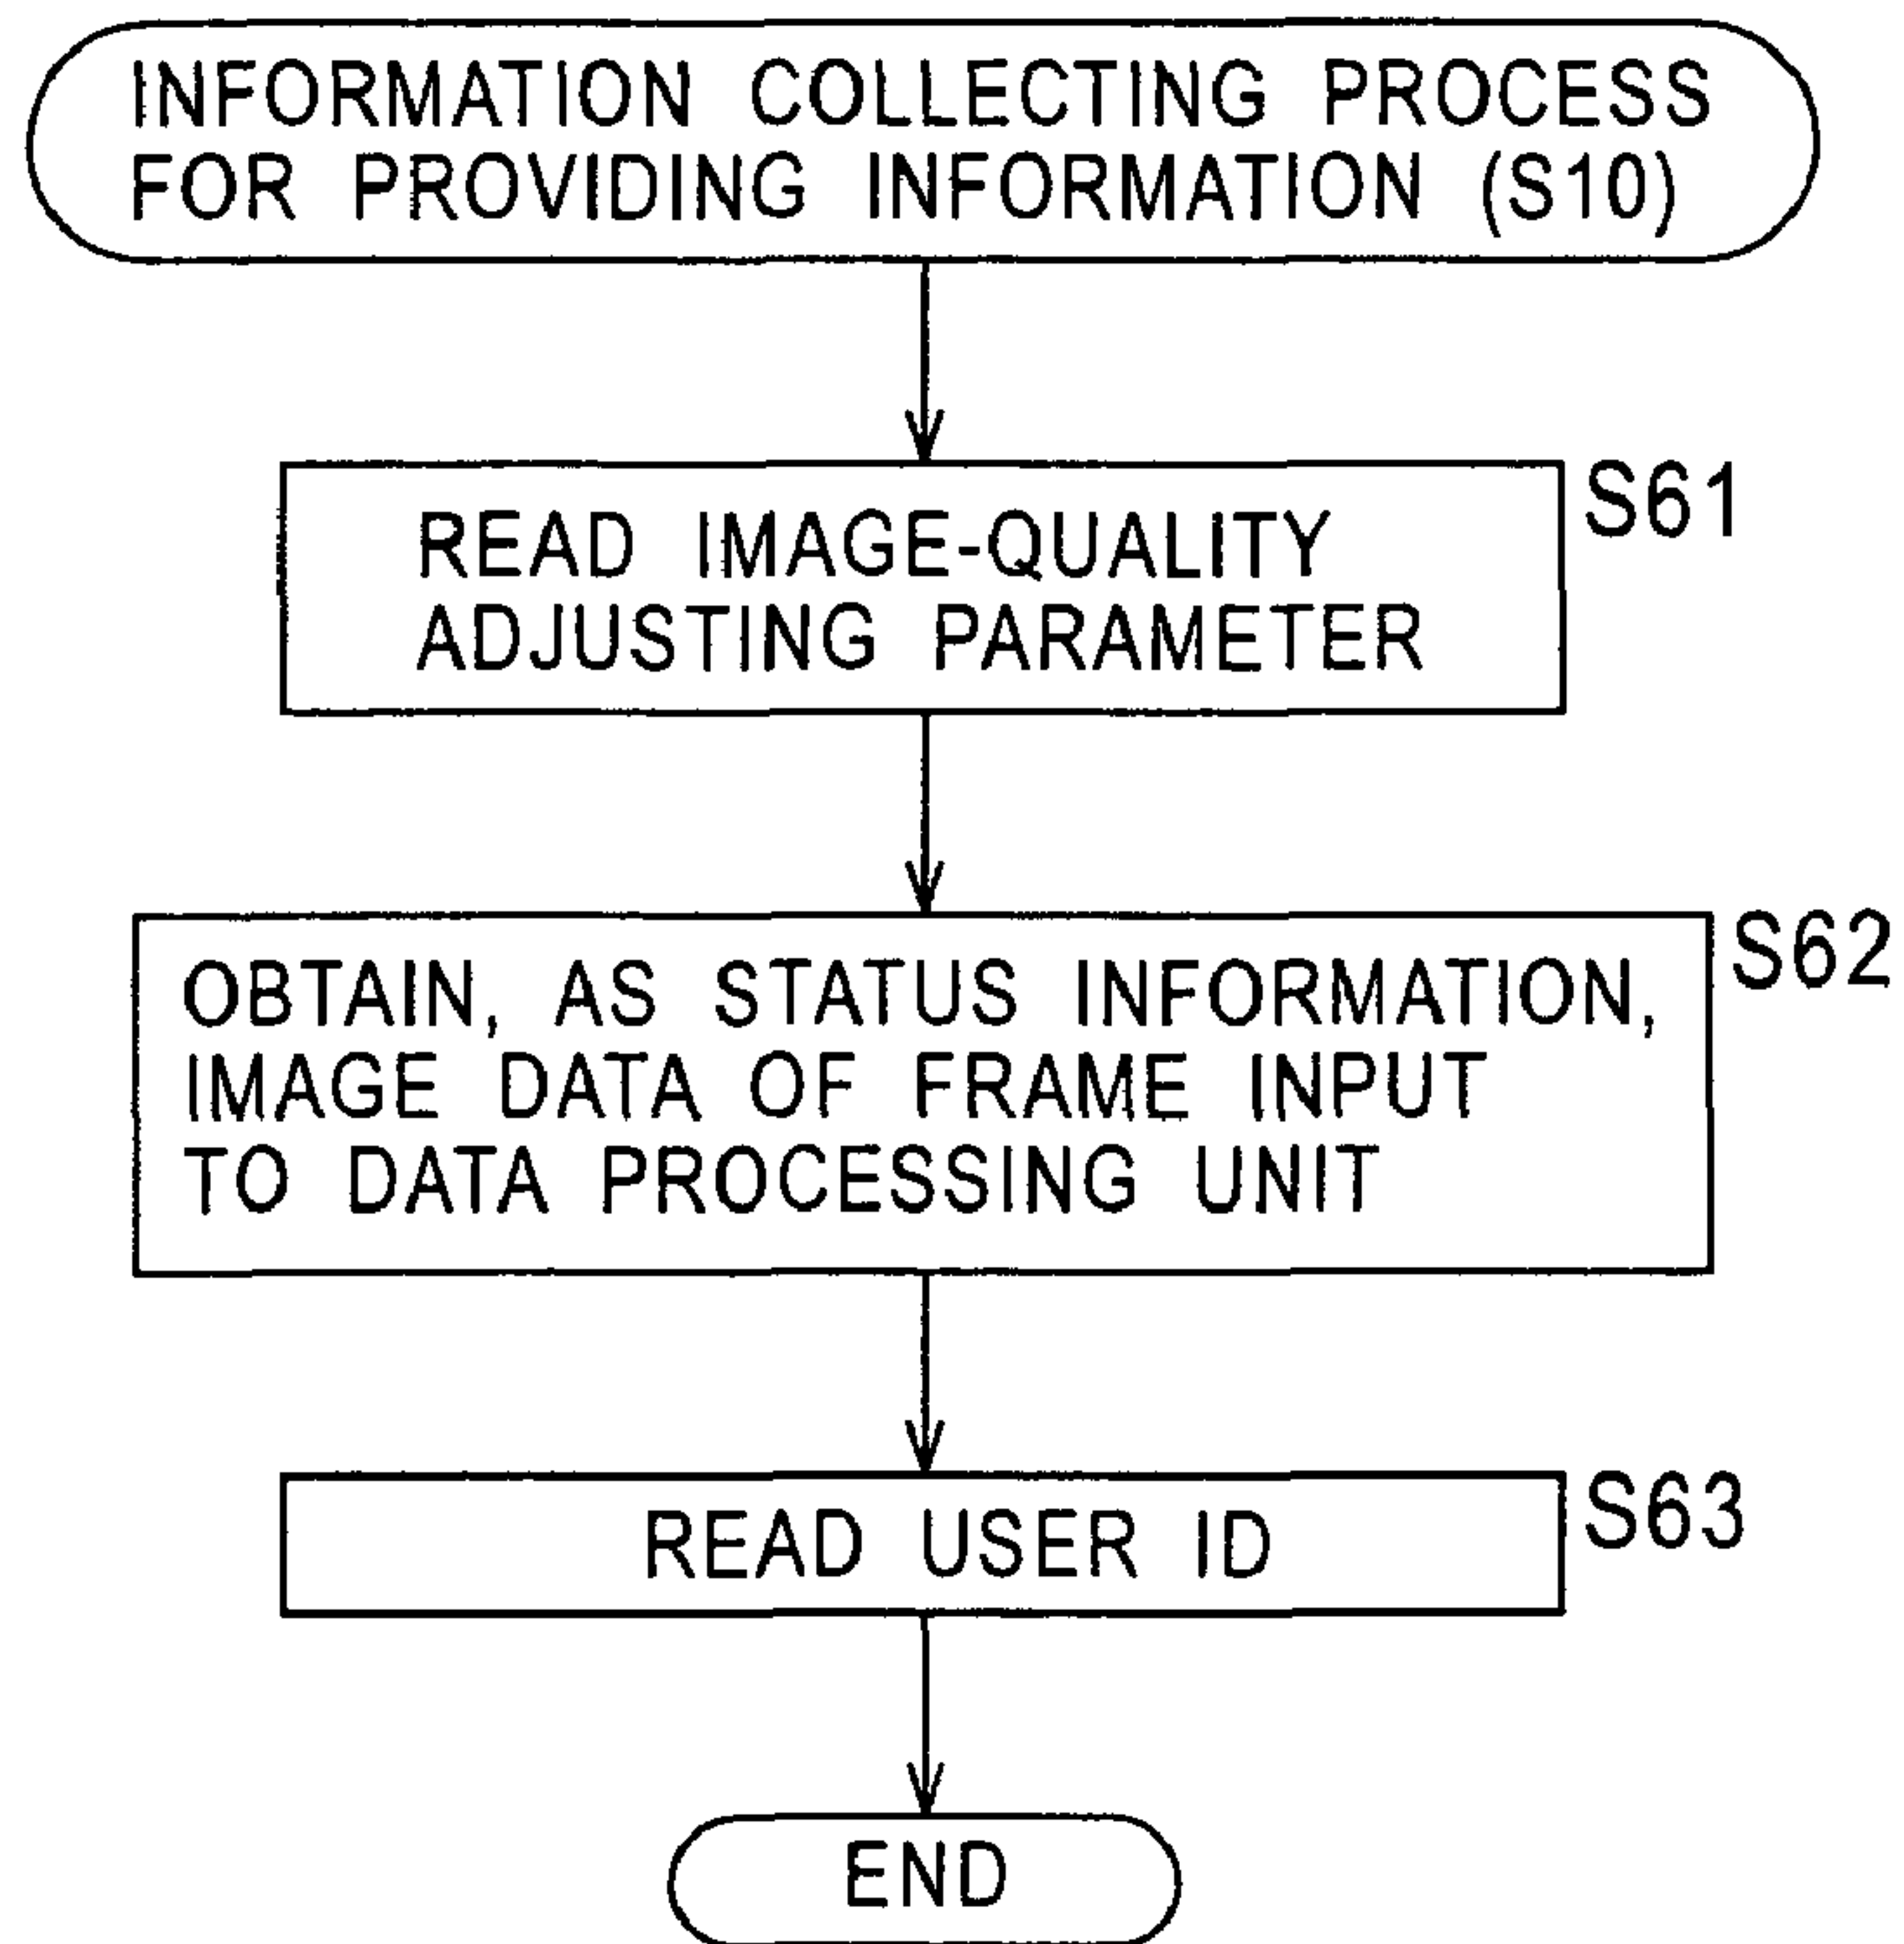 INFORMATION COLLECTING PROCESS
FOR PROVIDING INFORMATION (S10)
S61
READ IMAGE-QUALITY
ADJUSTING PARAMETER
S62
OBTAIN, AS STATUS INFORMATION,
IMAGE DATA OF FRAME INPUT
TO DATA PROCESSING UNIT
S63
READ USER ID
END